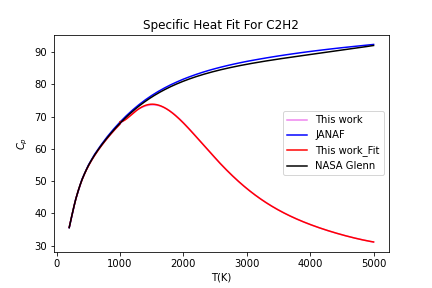 Specific Heat Fit For C2H2
90
80
70
60
50
40
30
C_p
This work
JANAF
This work_Fit
NASA Glenn
0
1000
2000
3000
4000
5000
T(K)